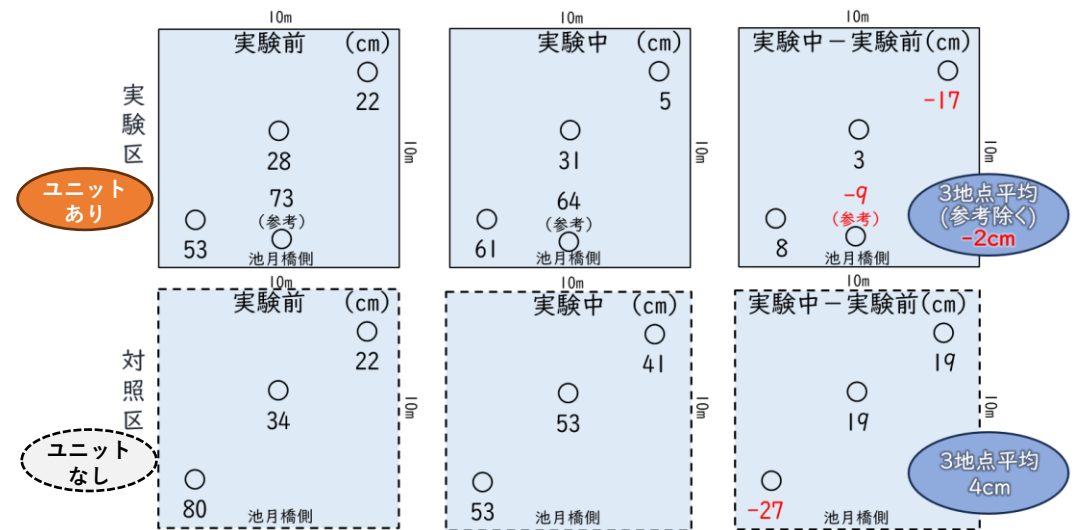 10m
10m
10m
実験前 (cm)
実験中 (cm)
実験中－実験前(cm)
実験区
ユニット
あり
22
28
73
(参考)
53
池月橋側
10m
5
31
64
(参考)
61
池月橋側
10m
-17
3
-9
(参考)
8
池月橋側
10m
3地点平均
(参考除く)
-2cm
10m
10m
10m
実験前 (cm)
実験中 (cm)
実験中－実験前(cm)
対照区
ユニット
なし
22
34
80
池月橋側
10m
41
53
53
池月橋側
10m
19
19
-27
池月橋側
10m
3地点平均
4cm